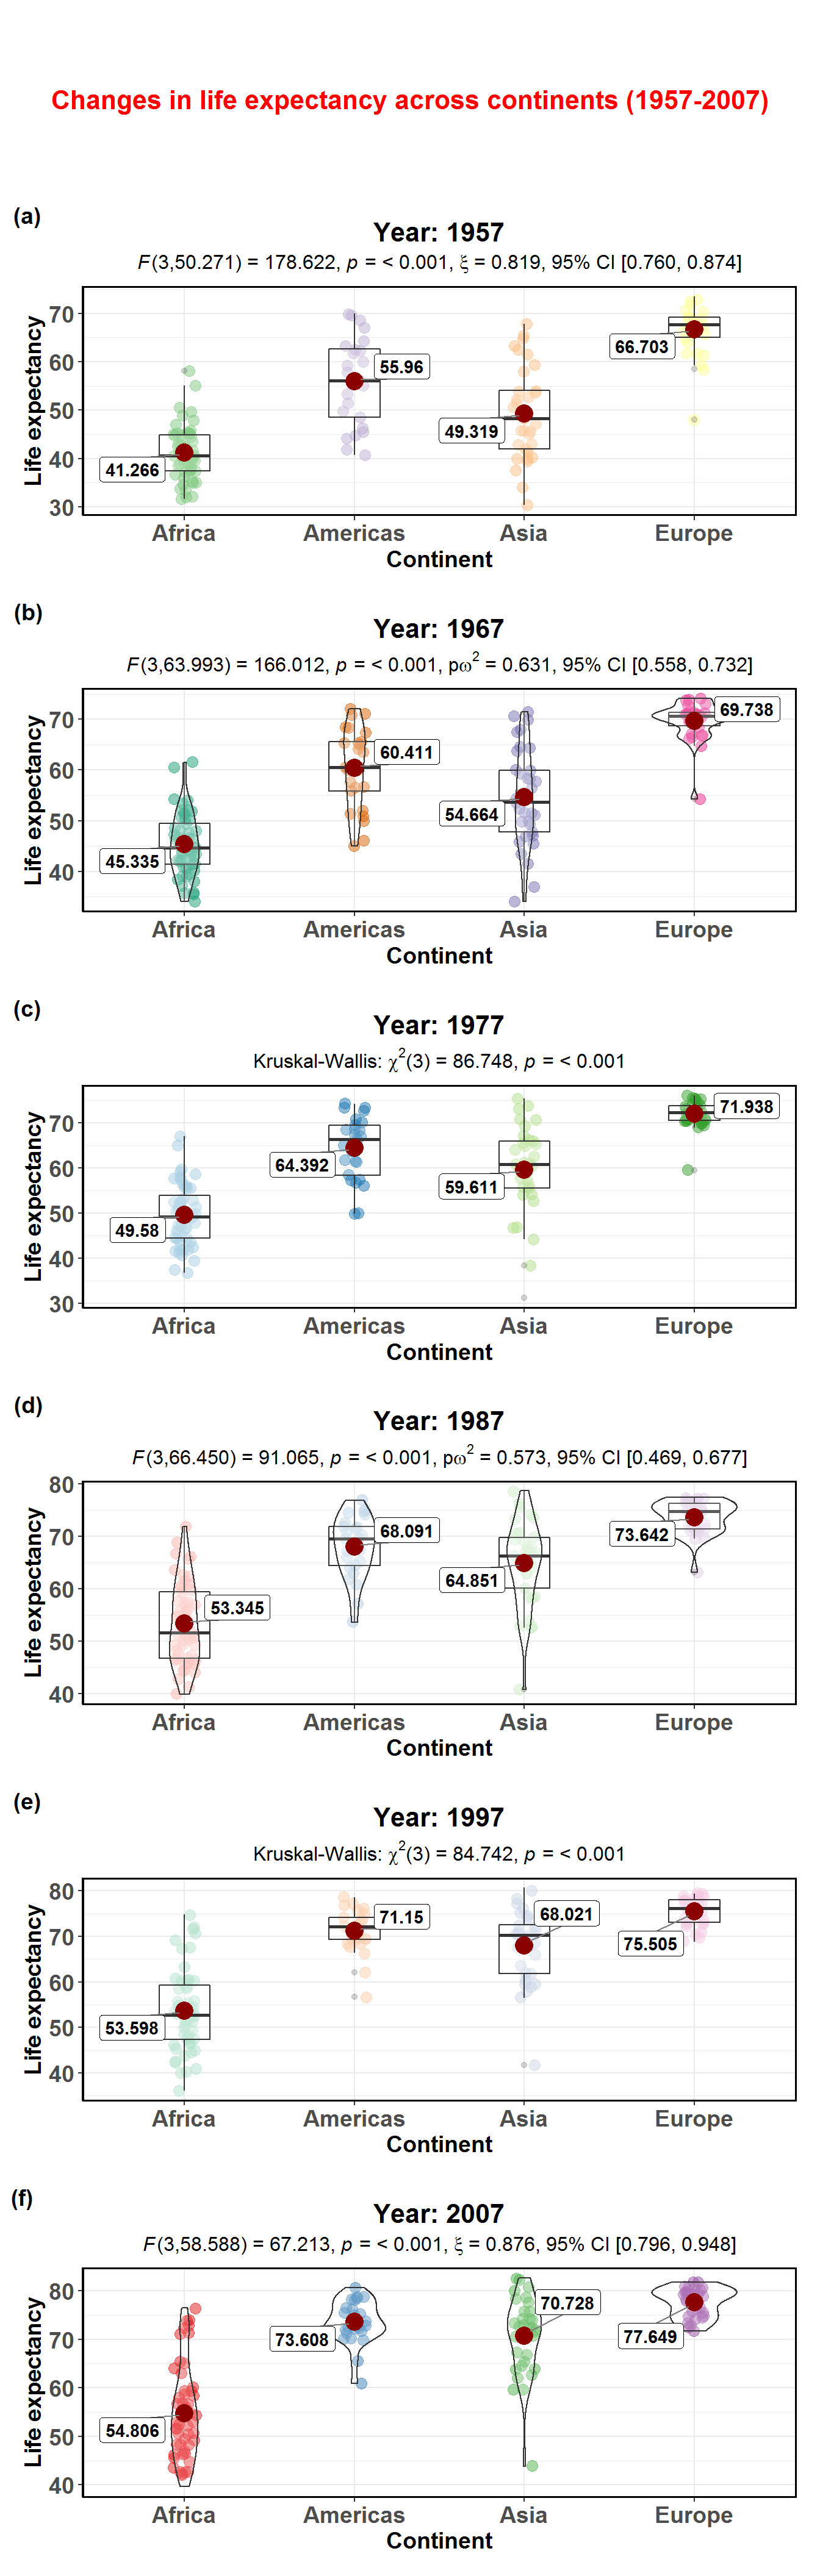 Changes in life expectancy across continents (1957-2007)
(a)
Year: 1957
F(3,50.271) = 178.622, p = < 0.001, ξ = 0.819, 95% CI [0.760, 0.874]
Life expectancy
70
60
50
40
30
41.266
55.96
49.319
66.703
Africa Americas Asia Europe
Continent
(b)
Year: 1967
F(3,63.993) = 166.012, p = < 0.001, pω² = 0.631, 95% CI [0.558, 0.732]
Life expectancy
70
60
50
40
45.335
60.411
54.664
69.738
Africa Americas Asia Europe
Continent
(c)
Year: 1977
Kruskal-Wallis: χ²(3) = 86.748, p = < 0.001
Life expectancy
70
60
50
40
30
49.58
64.392
59.611
71.938
Africa Americas Asia Europe
Continent
(d)
Year: 1987
F(3,66.450) = 91.065, p = < 0.001, pω² = 0.573, 95% CI [0.469, 0.677]
Life expectancy
80
70
60
50
40
53.345
68.091
64.851
73.642
Africa Americas Asia Europe
Continent
(e)
Year: 1997
Kruskal-Wallis: χ²(3) = 84.742, p = < 0.001
Life expectancy
80
70
60
50
40
53.598
71.15
68.021
75.505
Africa Americas Asia Europe
Continent
(f)
Year: 2007
F(3,58.588) = 67.213, p = < 0.001, ξ = 0.876, 95% CI [0.796, 0.948]
Life expectancy
80
70
60
50
40
54.806
73.608
70.728
77.649
Africa Americas Asia Europe
Continent